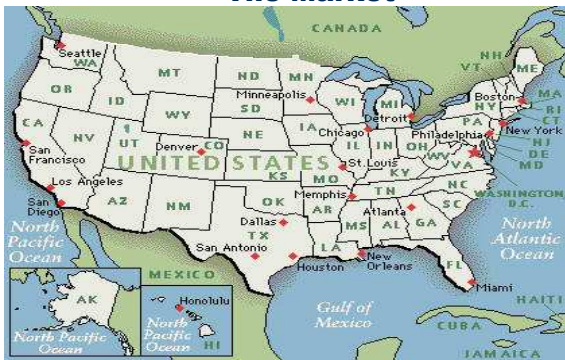 The Market
CANADA
Seattle
WA
MT
ND
MN
OR
ID
WY
SD
Minneapolis
WI
MI
NH
VT
ME
Boston
MA
NY
RI
CT
CA
NV
UT
Denver
CO
NE
IA
Chicago
Detroit
PA
Philadelphia
New York
NJ
DE
MD
San
Francisco
UNITED STATES
KS
IL
IN
OH
WV
VA
St. Louis
MO
KY
WASHINGTON
D.C.
Los Angeles
San
Diego
AZ
NM
OK
AR
Memphis
TN
NC
SC
Atlanta
MS
AL
GA
Dallas
TX
LA
San Antonio
Houston
New
Orleans
FL
Miami
North
Pacific
Ocean
North
Atlantic
Ocean
MEXICO
Gulf of
Mexico
CUBA
HAITI
JAMAICA
AK
North Pacific
Ocean
Honolulu
North
Pacific
Ocean
HI